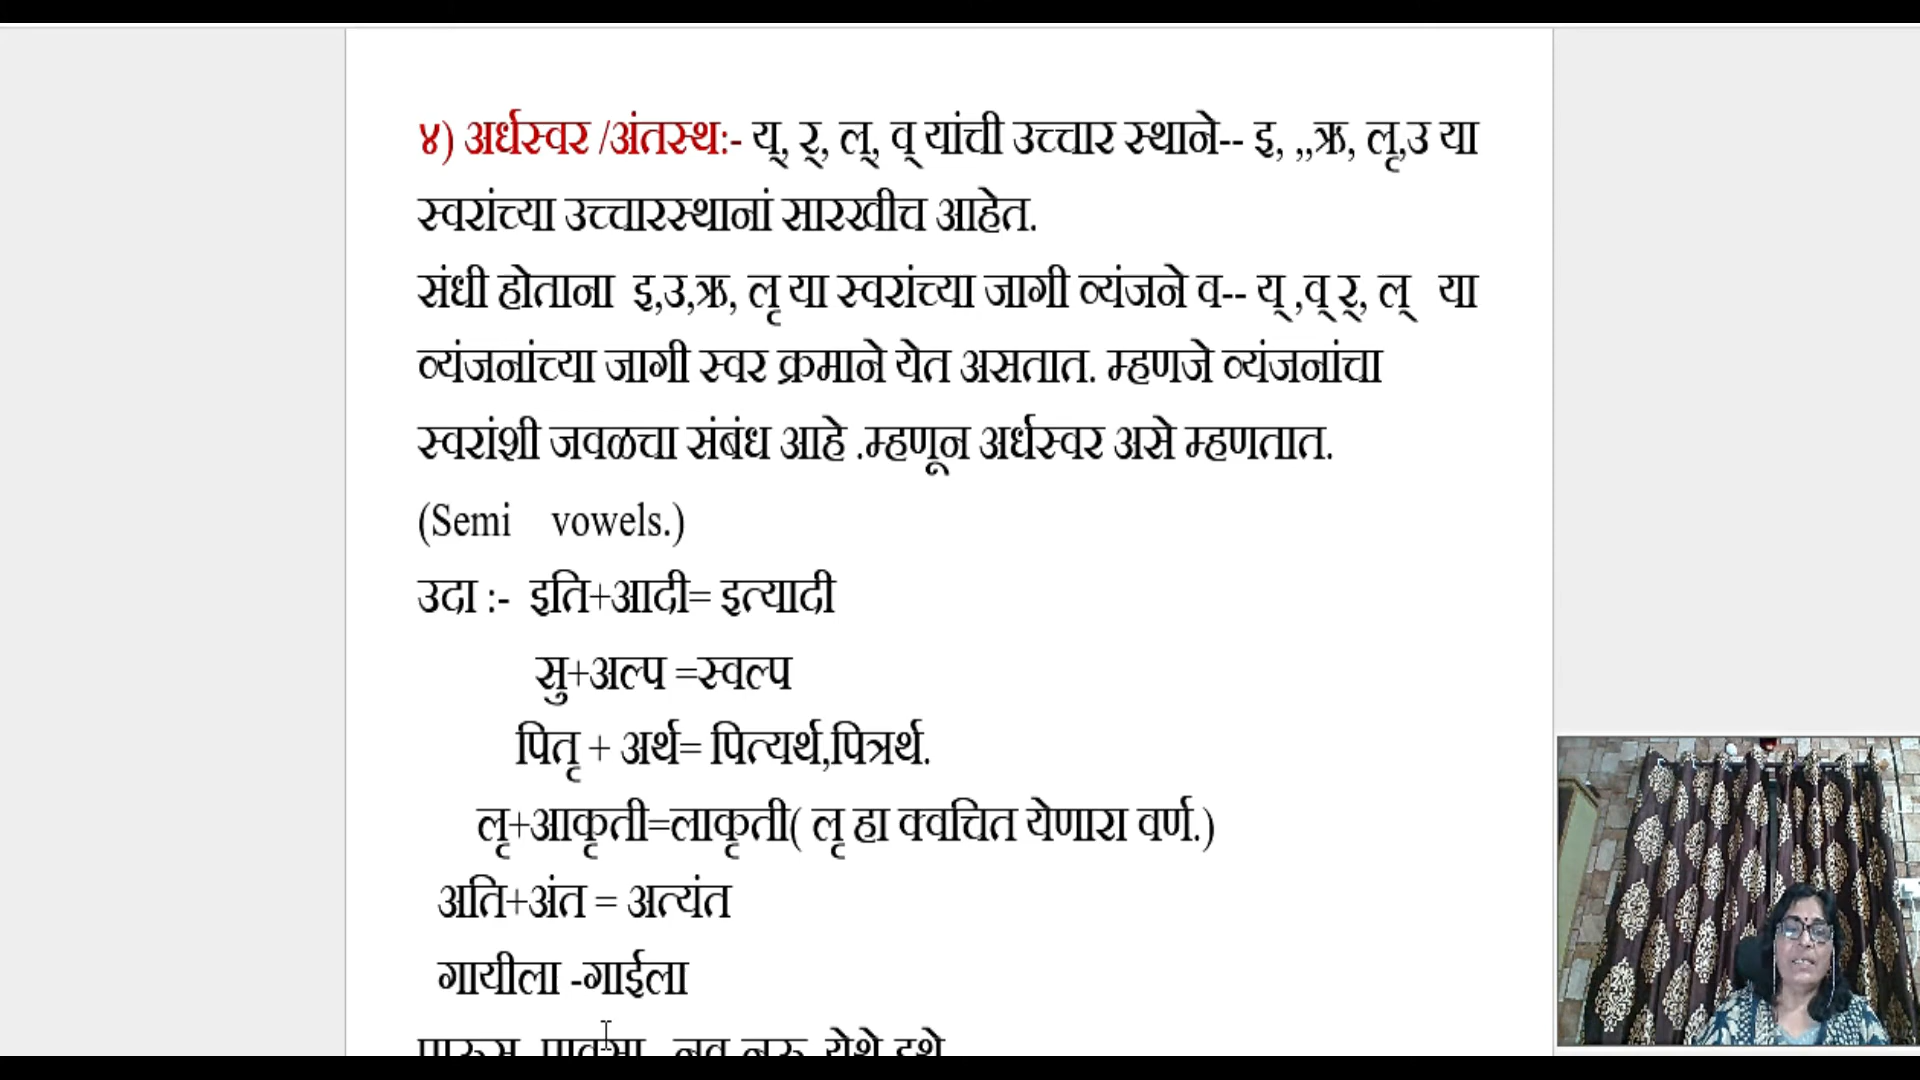 ४) अर्धस्वर /अंतस्थ:- य्, र्, ल्, व् यांची उच्चार स्थाने-- इ, ,,ऋ, लृ,उ या
स्वरांच्या उच्चारस्थानां सारखीच आहेत.
संधी होताना इ,उ,ऋ, लृ या स्वरांच्या जागी व्यंजने व-- य् ,व् र्, ल् या
व्यंजनांच्या जागी स्वर क्रमाने येत असतात. म्हणजे व्यंजनांचा
स्वरांशी जवळचा संबंध आहे .म्हणून अर्धस्वर असे म्हणतात.
(Semi vowels.)
उदा :- इति+आदी= इत्यादी
सु+अल्प =स्वल्प
पितृ + अर्थ= पित्यर्थ,पित्रर्थ.
लृ+आकृती=लाकृती( लृ हा क्वचित येणारा वर्ण.)
अति+अंत = अत्यंत
गायीला -गाईला